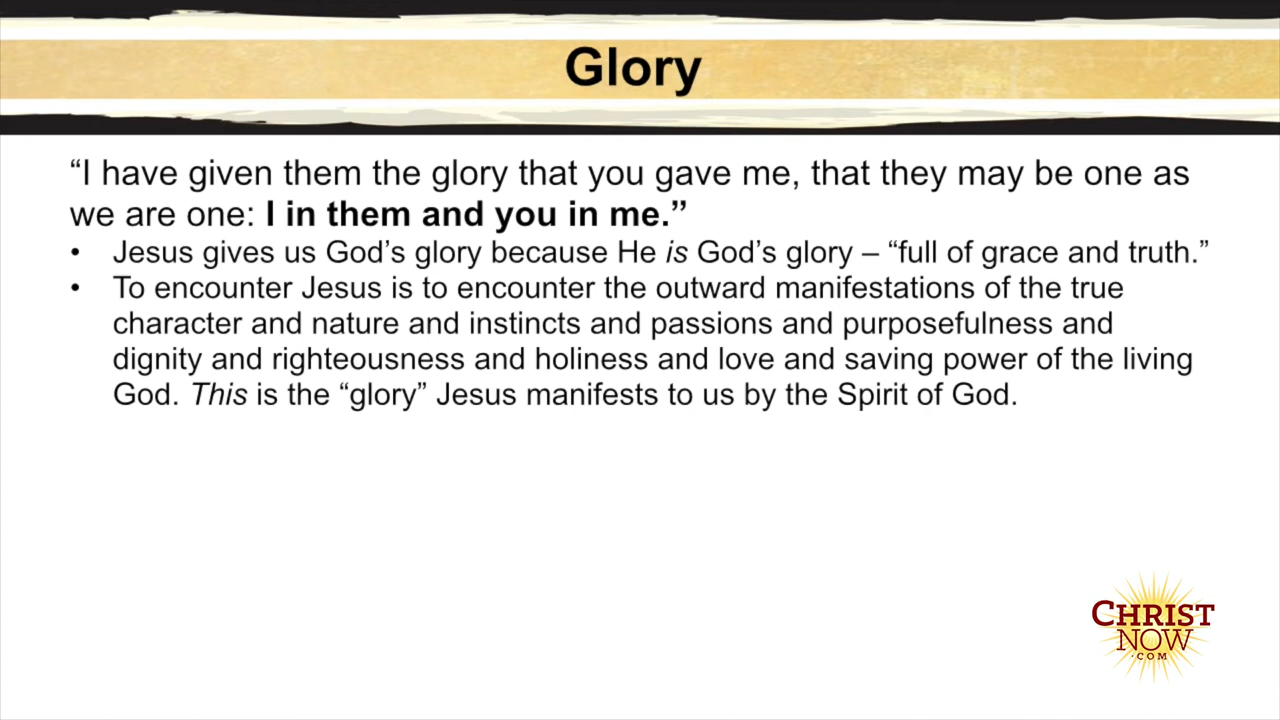 Glory
“I have given them the glory that you gave me, that they may be one as
we are one: I in them and you in me.”
• Jesus gives us God’s glory because He is God’s glory – “full of grace and truth.”
• To encounter Jesus is to encounter the outward manifestations of the true
character and nature and instincts and passions and purposefulness and
dignity and righteousness and holiness and love and saving power of the living
God. This is the “glory” Jesus manifests to us by the Spirit of God.
CHRIST
NOW
.COM